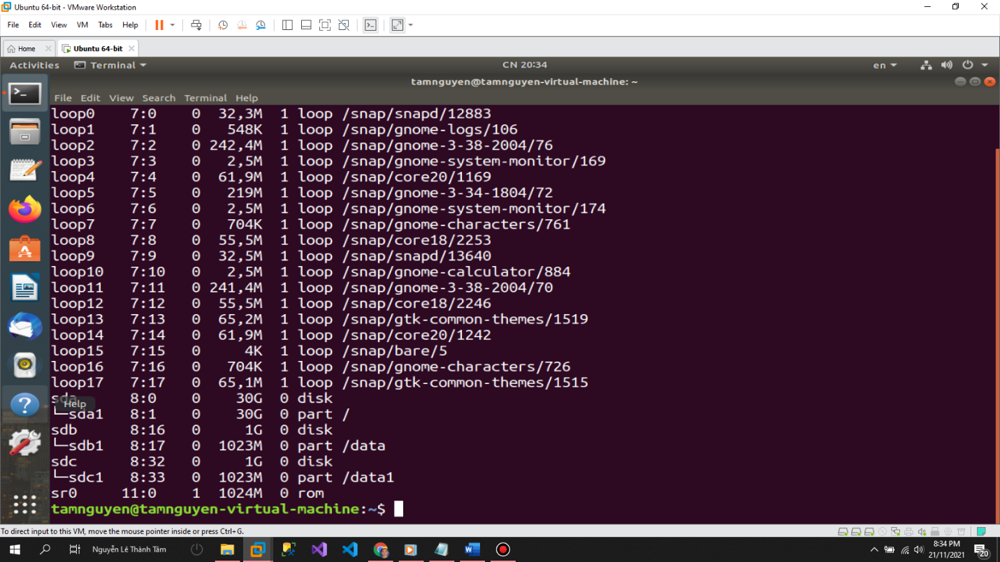 Ubuntu 64-bit - VMware Workstation
File Edit View VM Tabs Help
Home Ubuntu 64-bit
Activities Terminal CN 20:34 en
tamnguyen@tamnguyen-virtual-machine: ~
File Edit View Search Terminal Help
loop0 7:0 0 32,3M 1 loop /snap/snapd/12883
loop1 7:1 0 548K 1 loop /snap/gnome-logs/106
loop2 7:2 0 242,4M 1 loop /snap/gnome-3-38-2004/76
loop3 7:3 0 2,5M 1 loop /snap/gnome-system-monitor/169
loop4 7:4 0 61,9M 1 loop /snap/core20/1169
loop5 7:5 0 219M 1 loop /snap/gnome-3-34-1804/72
loop6 7:6 0 2,5M 1 loop /snap/gnome-system-monitor/174
loop7 7:7 0 704K 1 loop /snap/gnome-characters/761
loop8 7:8 0 55,5M 1 loop /snap/core18/2253
loop9 7:9 0 32,5M 1 loop /snap/snapd/13640
loop10 7:10 0 2,5M 1 loop /snap/gnome-calculator/884
loop11 7:11 0 241,4M 1 loop /snap/gnome-3-38-2004/70
loop12 7:12 0 55,5M 1 loop /snap/core18/2246
loop13 7:13 0 65,2M 1 loop /snap/gtk-common-themes/1519
loop14 7:14 0 61,9M 1 loop /snap/core20/1242
loop15 7:15 0 4K 1 loop /snap/bare/5
loop16 7:16 0 704K 1 loop /snap/gnome-characters/726
loop17 7:17 0 65,1M 1 loop /snap/gtk-common-themes/1515
sda 8:0 0 30G 0 disk
Help
└─sda1 8:1 0 30G 0 part /
sdb 8:16 0 1G 0 disk
└─sdb1 8:17 0 1023M 0 part /data
sdc 8:32 0 1G 0 disk
└─sdc1 8:33 0 1023M 0 part /data1
sr0 11:0 1 1024M 0 rom
tamnguyen@tamnguyen-virtual-machine:~$
To direct input to this VM, move the mouse pointer inside or press Ctrl+G.
Nguyễn Lê Thành Tâm
8:34 PM
21/11/2021
20